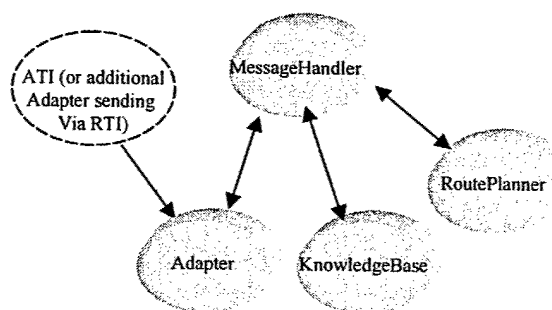 ATI (or additional
Adapter sending
Via RTI)
MessageHandler
RoutePlanner
Adapter
KnowledgeBase